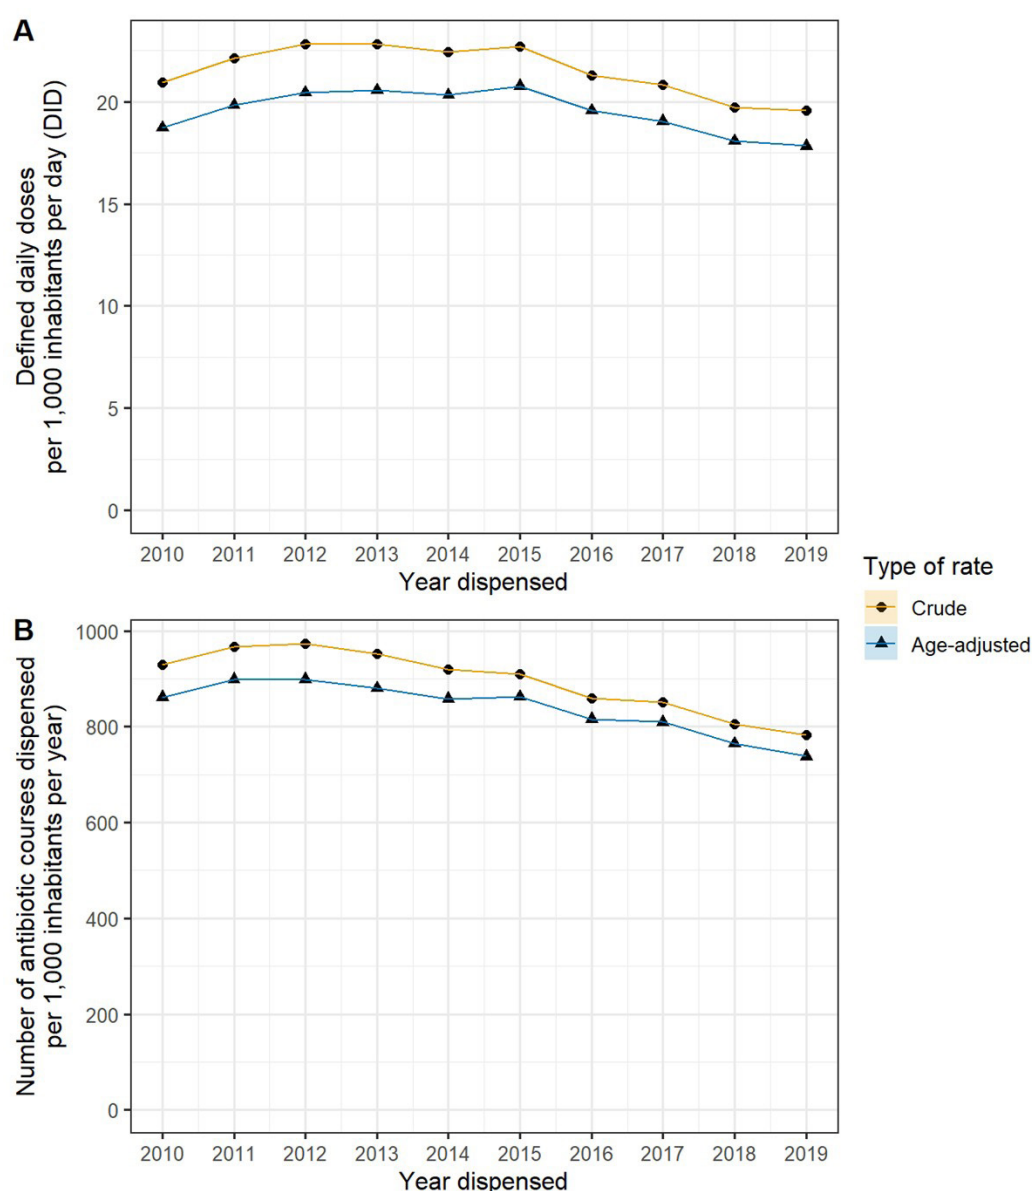 A
Defined daily doses
per 1,000 inhabitants per day (DID)
20
15
10
5
0
2010 2011 2012 2013 2014 2015 2016 2017 2018 2019
Year dispensed
Type of rate
Crude
Age-adjusted
B
Number of antibiotic courses dispensed
per 1,000 inhabitants per year)
1000
800
600
400
200
0
2010 2011 2012 2013 2014 2015 2016 2017 2018 2019
Year dispensed